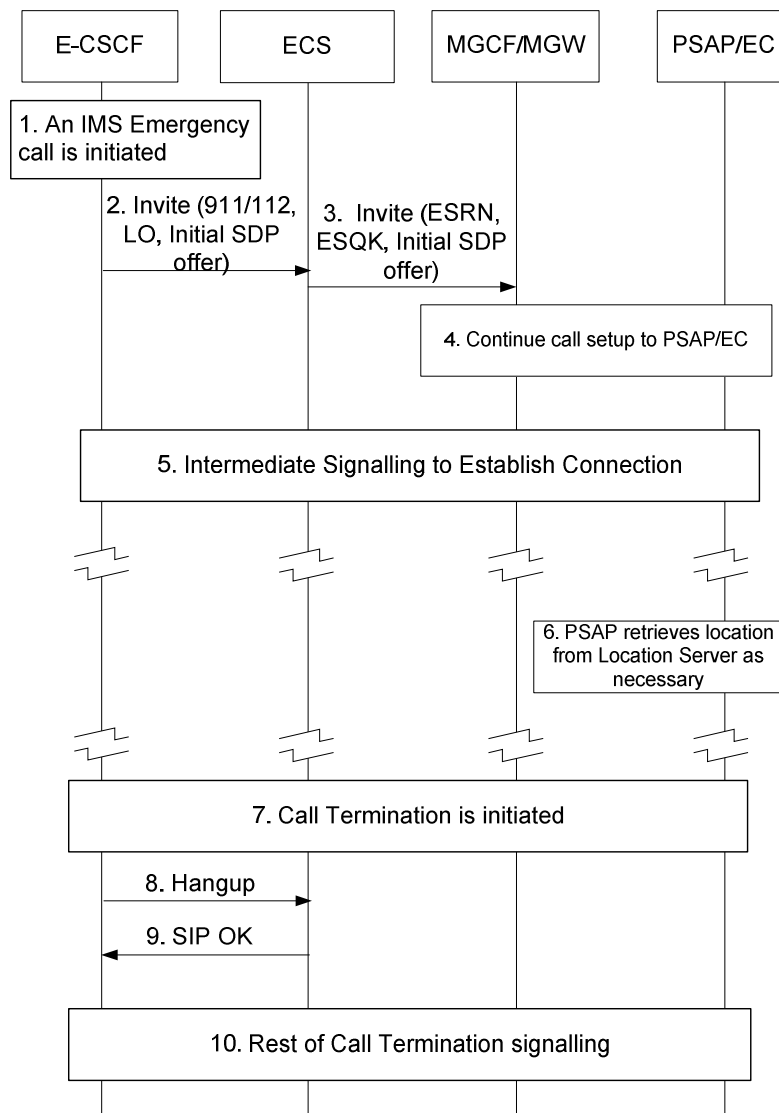 E-CSCF
ECS
MGCF/MGW
PSAP/EC
1. An IMS Emergency
call is initiated
2. Invite (911/112,
LO, Initial SDP
offer)
3. Invite (ESRN,
ESQK, Initial SDP
offer)
4. Continue call setup to PSAP/EC
5. Intermediate Signalling to Establish Connection
6. PSAP retrieves location
from Location Server as
necessary
7. Call Termination is initiated
8. Hangup
9. SIP OK
10. Rest of Call Termination signalling